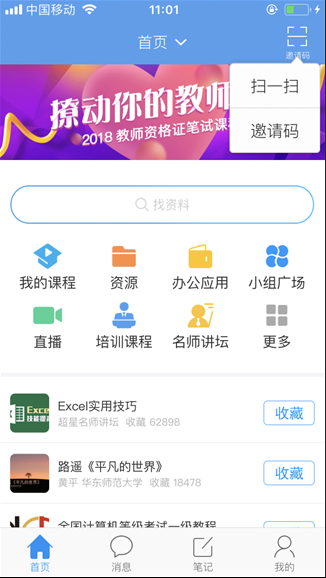 中国移动
11:01
首页
邀请码
扫一扫
邀请码
撩动你的教师
2018 教师资格证笔试课程
找资料
我的课程
资源
办公应用
小组广场
直播
培训课程
名师讲坛
更多
Excel
技能提高
Excel实用技巧
超星名师讲坛 收藏 62898
收藏
路遥《平凡的世界》
黄平 华东师范大学 收藏 18478
收藏
全国计算机等级考试一级教程
首页
消息
笔记
我的